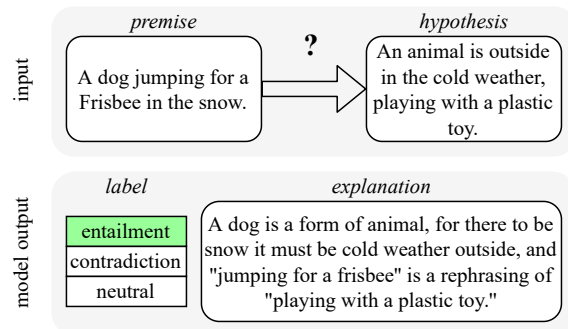 premise
?
hypothesis
input
A dog jumping for a
Frisbee in the snow.
An animal is outside
in the cold weather,
playing with a plastic
toy.
label
explanation
model output
entailment
contradiction
neutral
A dog is a form of animal, for there to be
snow it must be cold weather outside, and
"jumping for a frisbee" is a rephrasing of
"playing with a plastic toy."